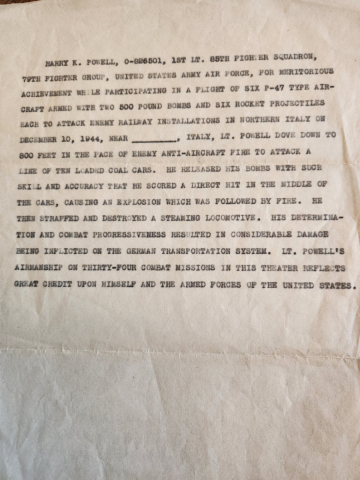 HARRY K. POWELL, O-826501, 1ST LT. 85TH FIGHTER SQUADRON,
79TH FIGHTER GROUP, UNITED STATES ARMY AIR FORCE, FOR MERITORIOUS
ACHIEVEMENT WHILE PARTICIPATING IN A FLIGHT OF SIX P-47 TYPE AIR-
CRAFT ARMED WITH TWO 500 POUND BOMBS AND SIX ROCKET PROJECTILES
EACH TO ATTACK ENEMY RAILWAY INSTALLATIONS IN NORTHERN ITALY ON
DECEMBER 10, 1944, NEAR __________, ITALY, LT. POWELL DOVE DOWN TO
800 FEET IN THE FACE OF ENEMY ANTI-AIRCRAFT FIRE TO ATTACK A
LINE OF TEN LOADED COAL CARS. HE RELEASED HIS BOMBS WITH SUCH
SKILL AND ACCURACY THAT HE SCORED A DIRECT HIT IN THE MIDDLE OF
THE CARS, CAUSING AN EXPLOSION WHICH WAS FOLLOWED BY FIRE. HE
THEN STRAFFED AND DESTROYED A STEAMING LOCOMOTIVE. HIS DETERMINA-
TION AND COMBAT PROGRESSIVENESS RESULTED IN CONSIDERABLE DAMAGE
BEING INFLICTED ON THE GERMAN TRANSPORTATION SYSTEM. LT. POWELL'S
AIRMANSHIP ON THIRTY-FOUR COMBAT MISSIONS IN THIS THEATER REFLECTS
GREAT CREDIT UPON HIMSELF AND THE ARMED FORCES OF THE UNITED STATES.